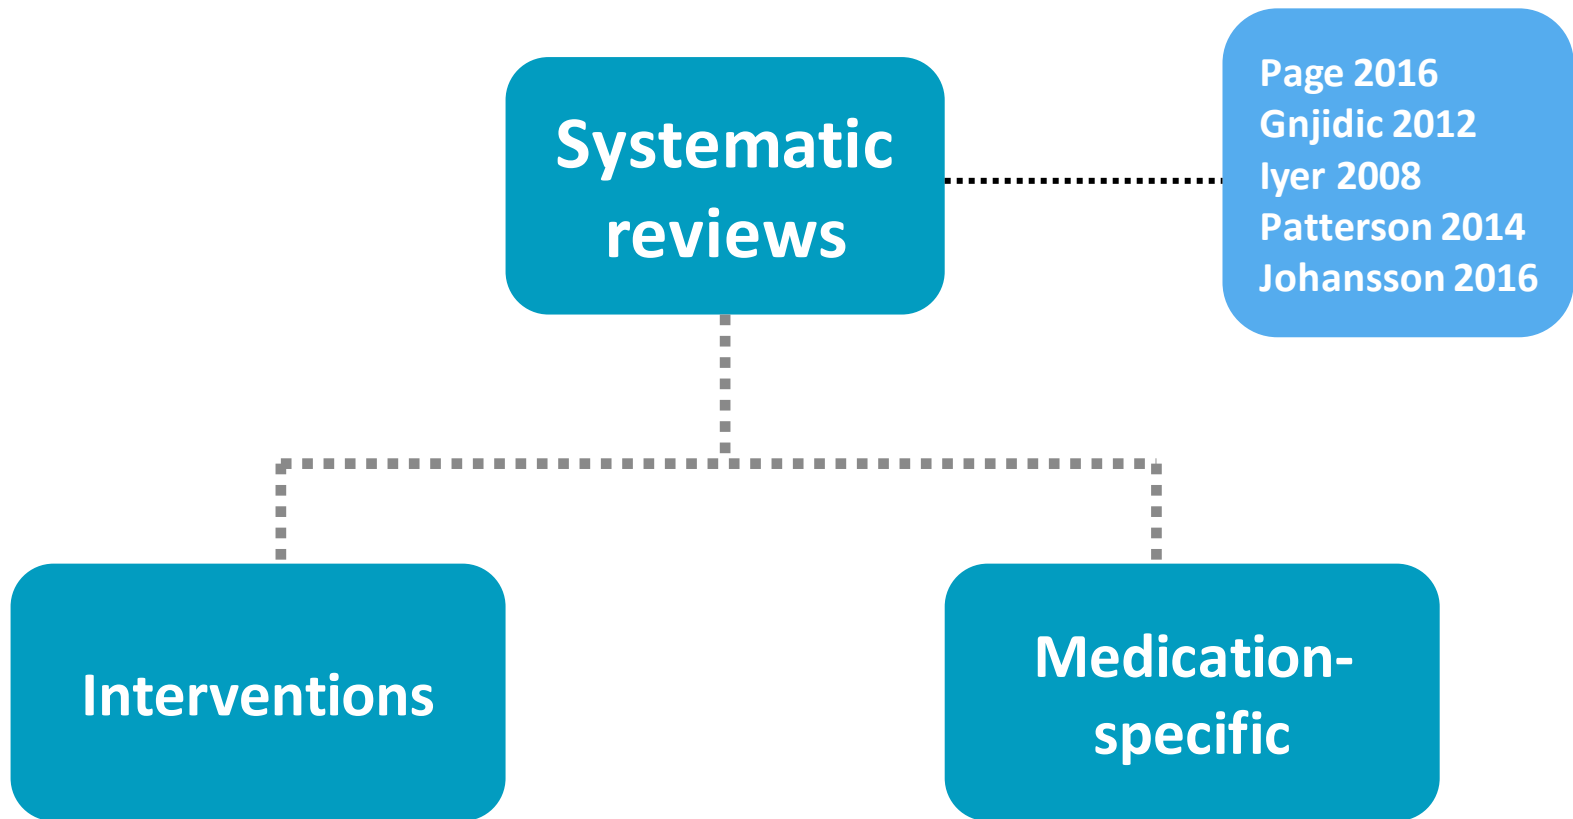 Systematic
reviews
Page 2016
Gnjidic 2012
Iyer 2008
Patterson 2014
Johansson 2016
Interventions
Medication-
specific